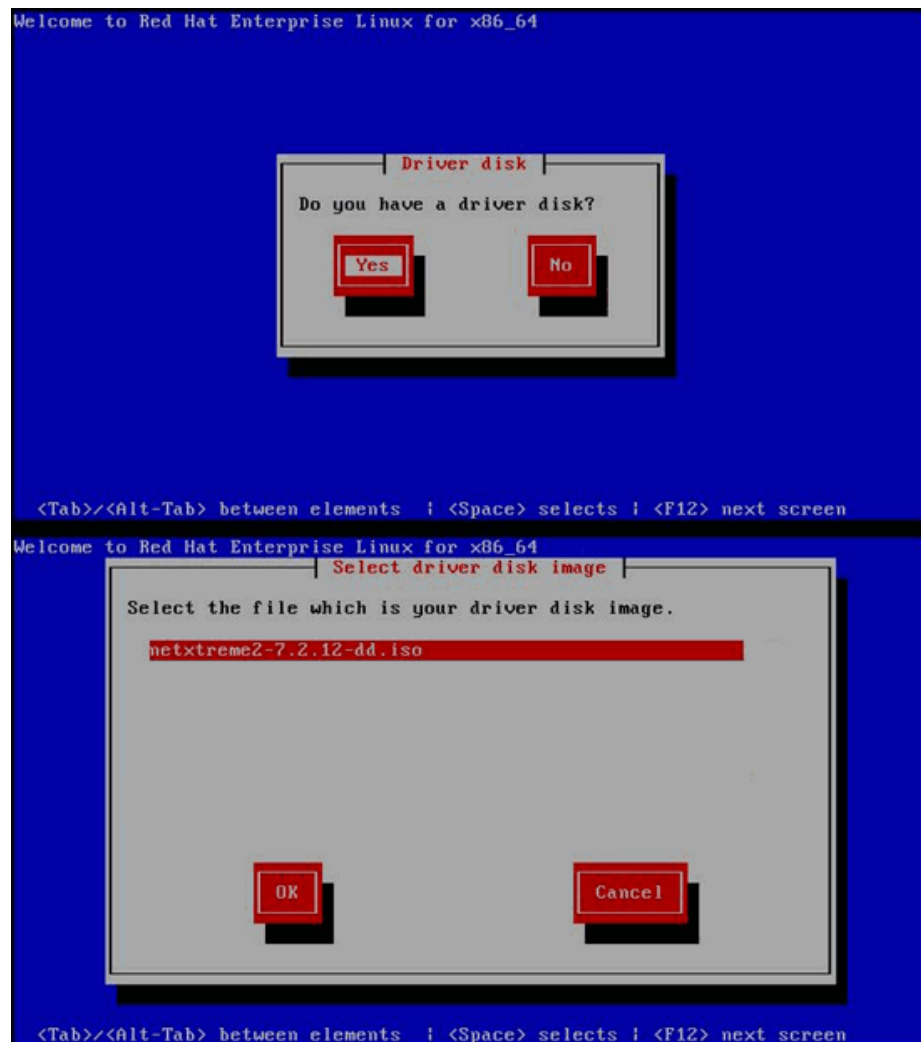 Welcome to Red Hat Enterprise Linux for x86_64
Driver disk
Do you have a driver disk?
Yes No
<Tab>/<Alt-Tab> between elements | <Space> selects | <F12> next screen
Welcome to Red Hat Enterprise Linux for x86_64
Select driver disk image
Select the file which is your driver disk image.
netxtreme2-7.2.12-dd.iso
OK Cancel
<Tab>/<Alt-Tab> between elements | <Space> selects | <F12> next screen